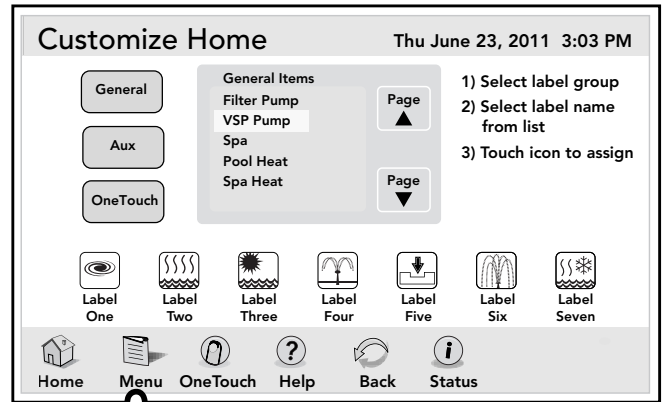 Customize Home
Thu June 23, 2011 3:03 PM
General
Aux
OneTouch
General Items
Filter Pump
VSP Pump
Spa
Pool Heat
Spa Heat
Page
Page
1) Select label group
2) Select label name
from list
3) Touch icon to assign
Label
One
Label
Two
Label
Three
Label
Four
Label
Five
Label
Six
Label
Seven
?
i
Home
Menu
OneTouch
Help
Back
Status